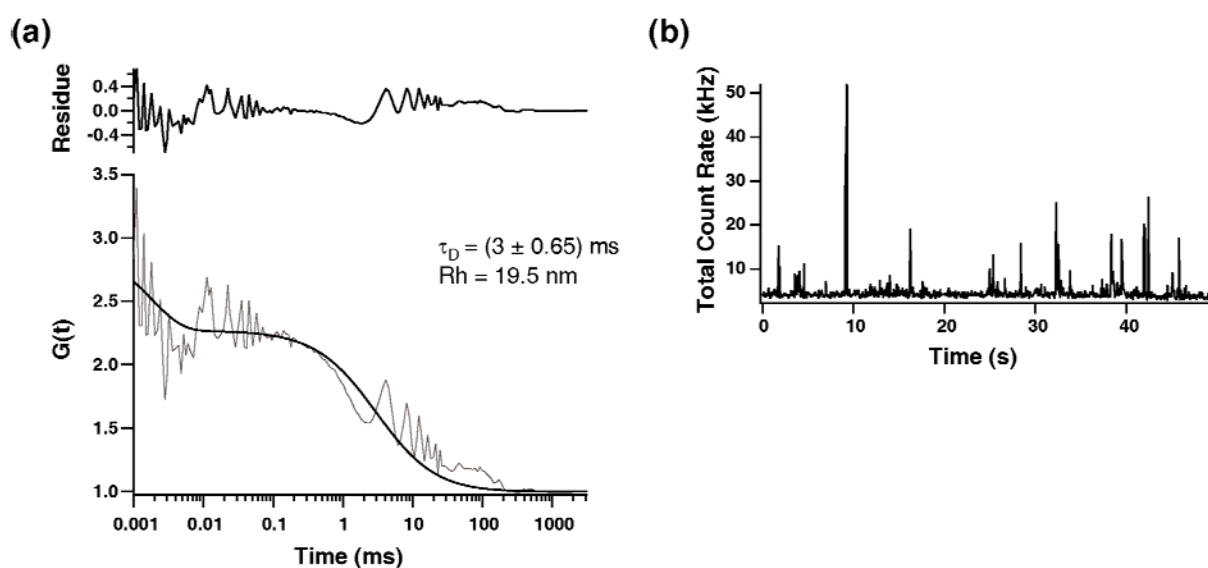 (a)
(b)
Residue
0.4
0.0
-0.4
G(t)
3.5
3.0
2.5
2.0
1.5
1.0
τD = (3 ± 0.65) ms
Rh = 19.5 nm
0.001 0.01 0.1 1 10 100 1000
Time (ms)
Total Count Rate (kHz)
50
40
30
20
10
0 10 20 30 40
Time (s)